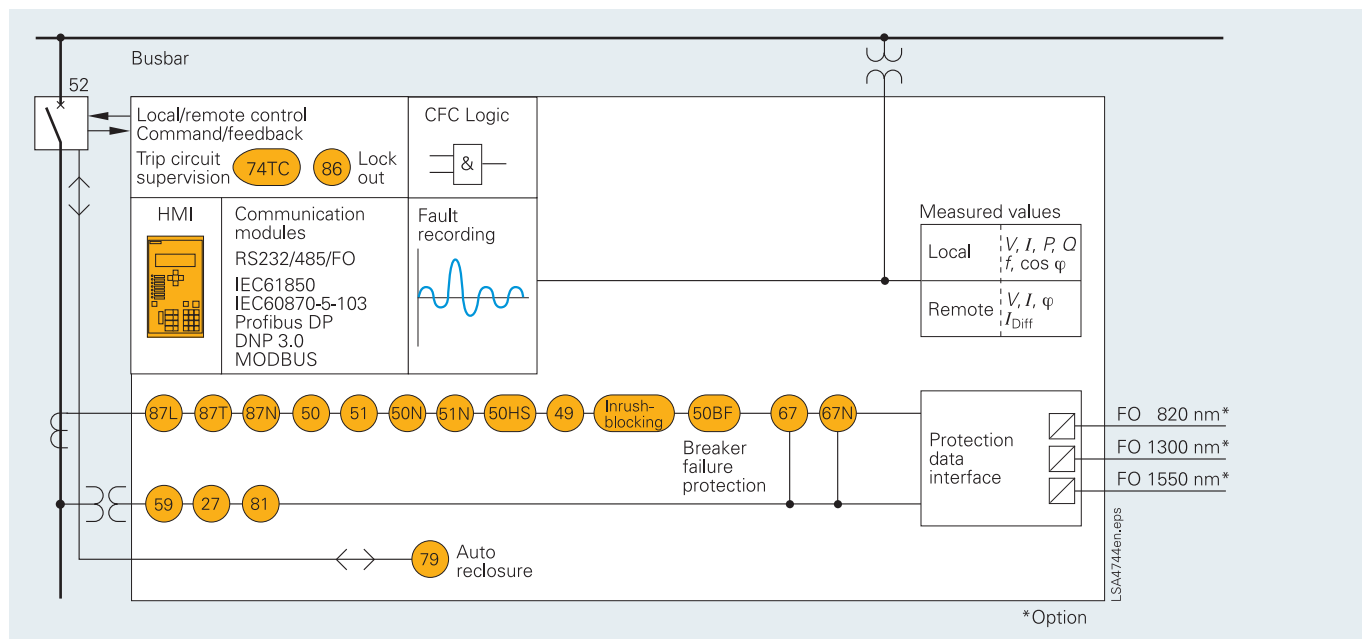 Busbar
52
Local/remote control
Command/feedback
Trip circuit
supervision
74TC
86
Lock
out
CFC Logic
&
HMI
Communication
modules
RS232/485/FO
IEC61850
IEC60870-5-103
Profibus DP
DNP 3.0
MODBUS
Fault
recording
Measured values
Local
V, I, P, Q
f, cos φ
Remote
V, I, φ
IDiff
87L
87T
87N
50
51
50N
51N
50HS
49
Inrush-
blocking
50BF
67
67N
Breaker
failure
protection
Protection
data
interface
FO 820 nm*
FO 1300 nm*
FO 1550 nm*
59
27
81
79
Auto
reclosure
LSA4744en.eps
*Option